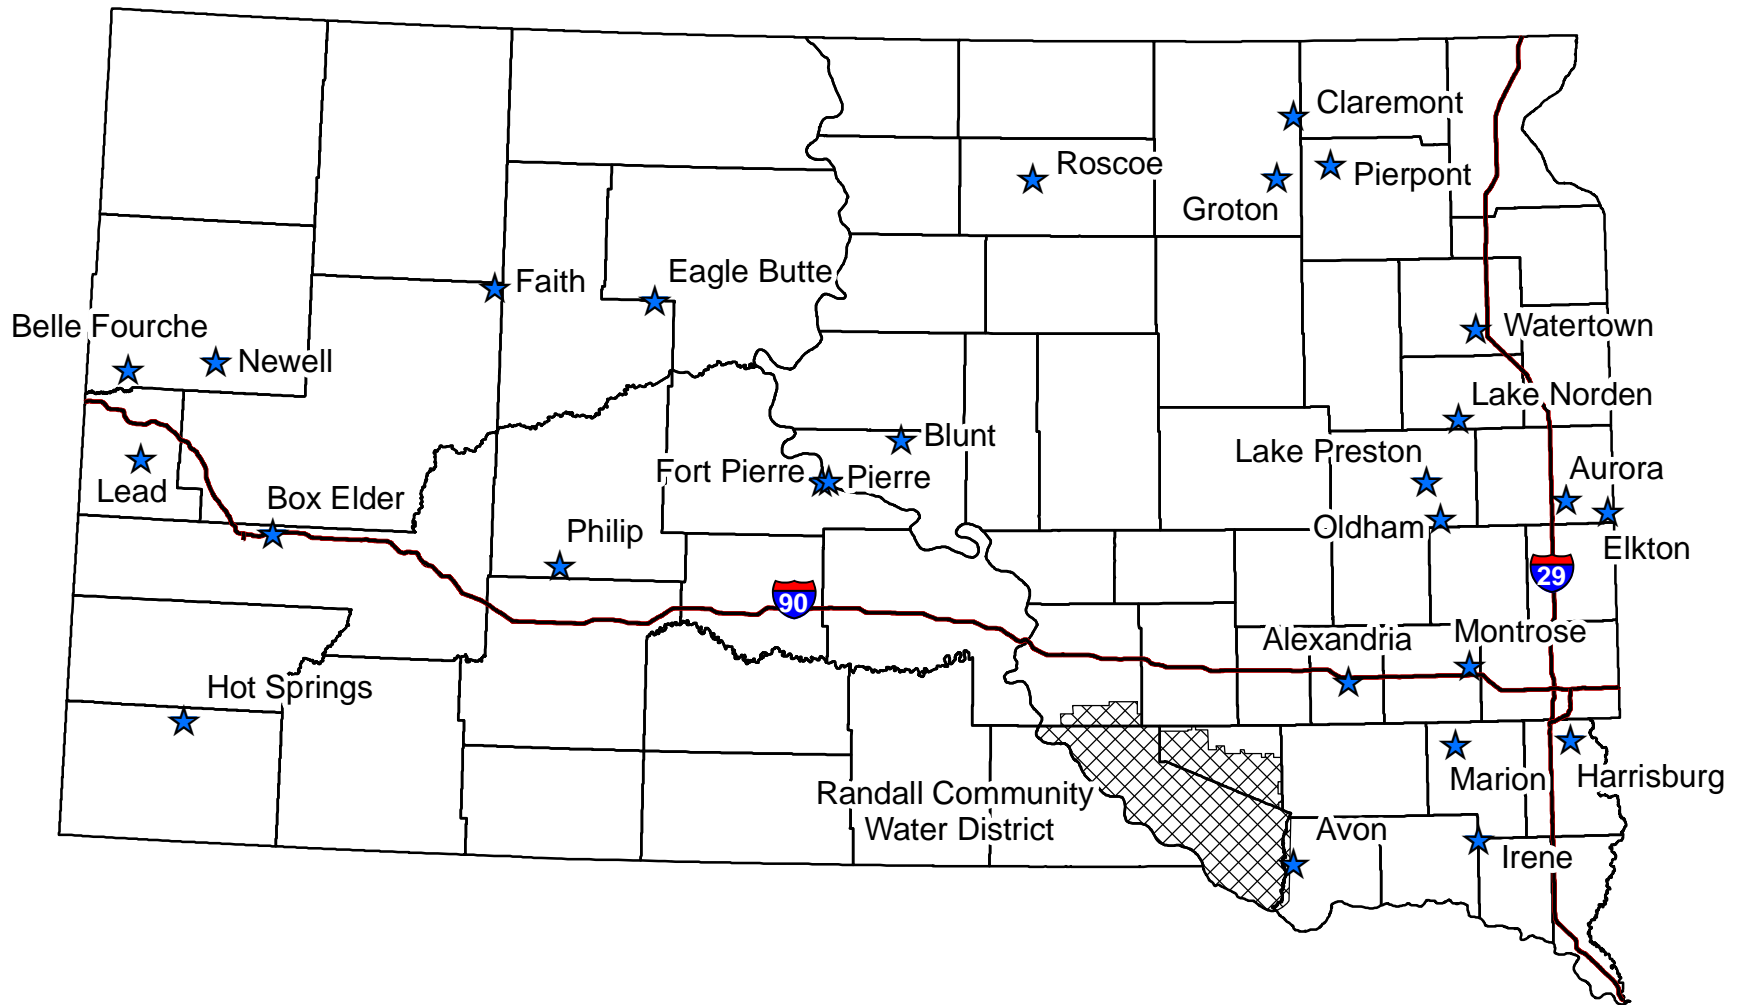 Claremont
Roscoe
Pierpont
Groton
Eagle Butte
Faith
Belle Fourche
Watertown
Newell
Lake Norden
Blunt
Lake Preston
Aurora
Fort Pierre
Pierre
Lead
Box Elder
Oldham
Philip
Elkton
29
90
Alexandria
Montrose
Hot Springs
Marion
Harrisburg
Randall Community
Water District
Avon
Irene